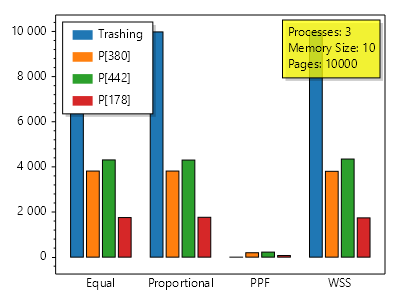 10 000
8 000
6 000
4 000
2 000
0
Trashing
P[380]
P[442]
P[178]
Processes: 3
Memory Size: 10
Pages: 10000
Equal
Proportional
PPF
WSS